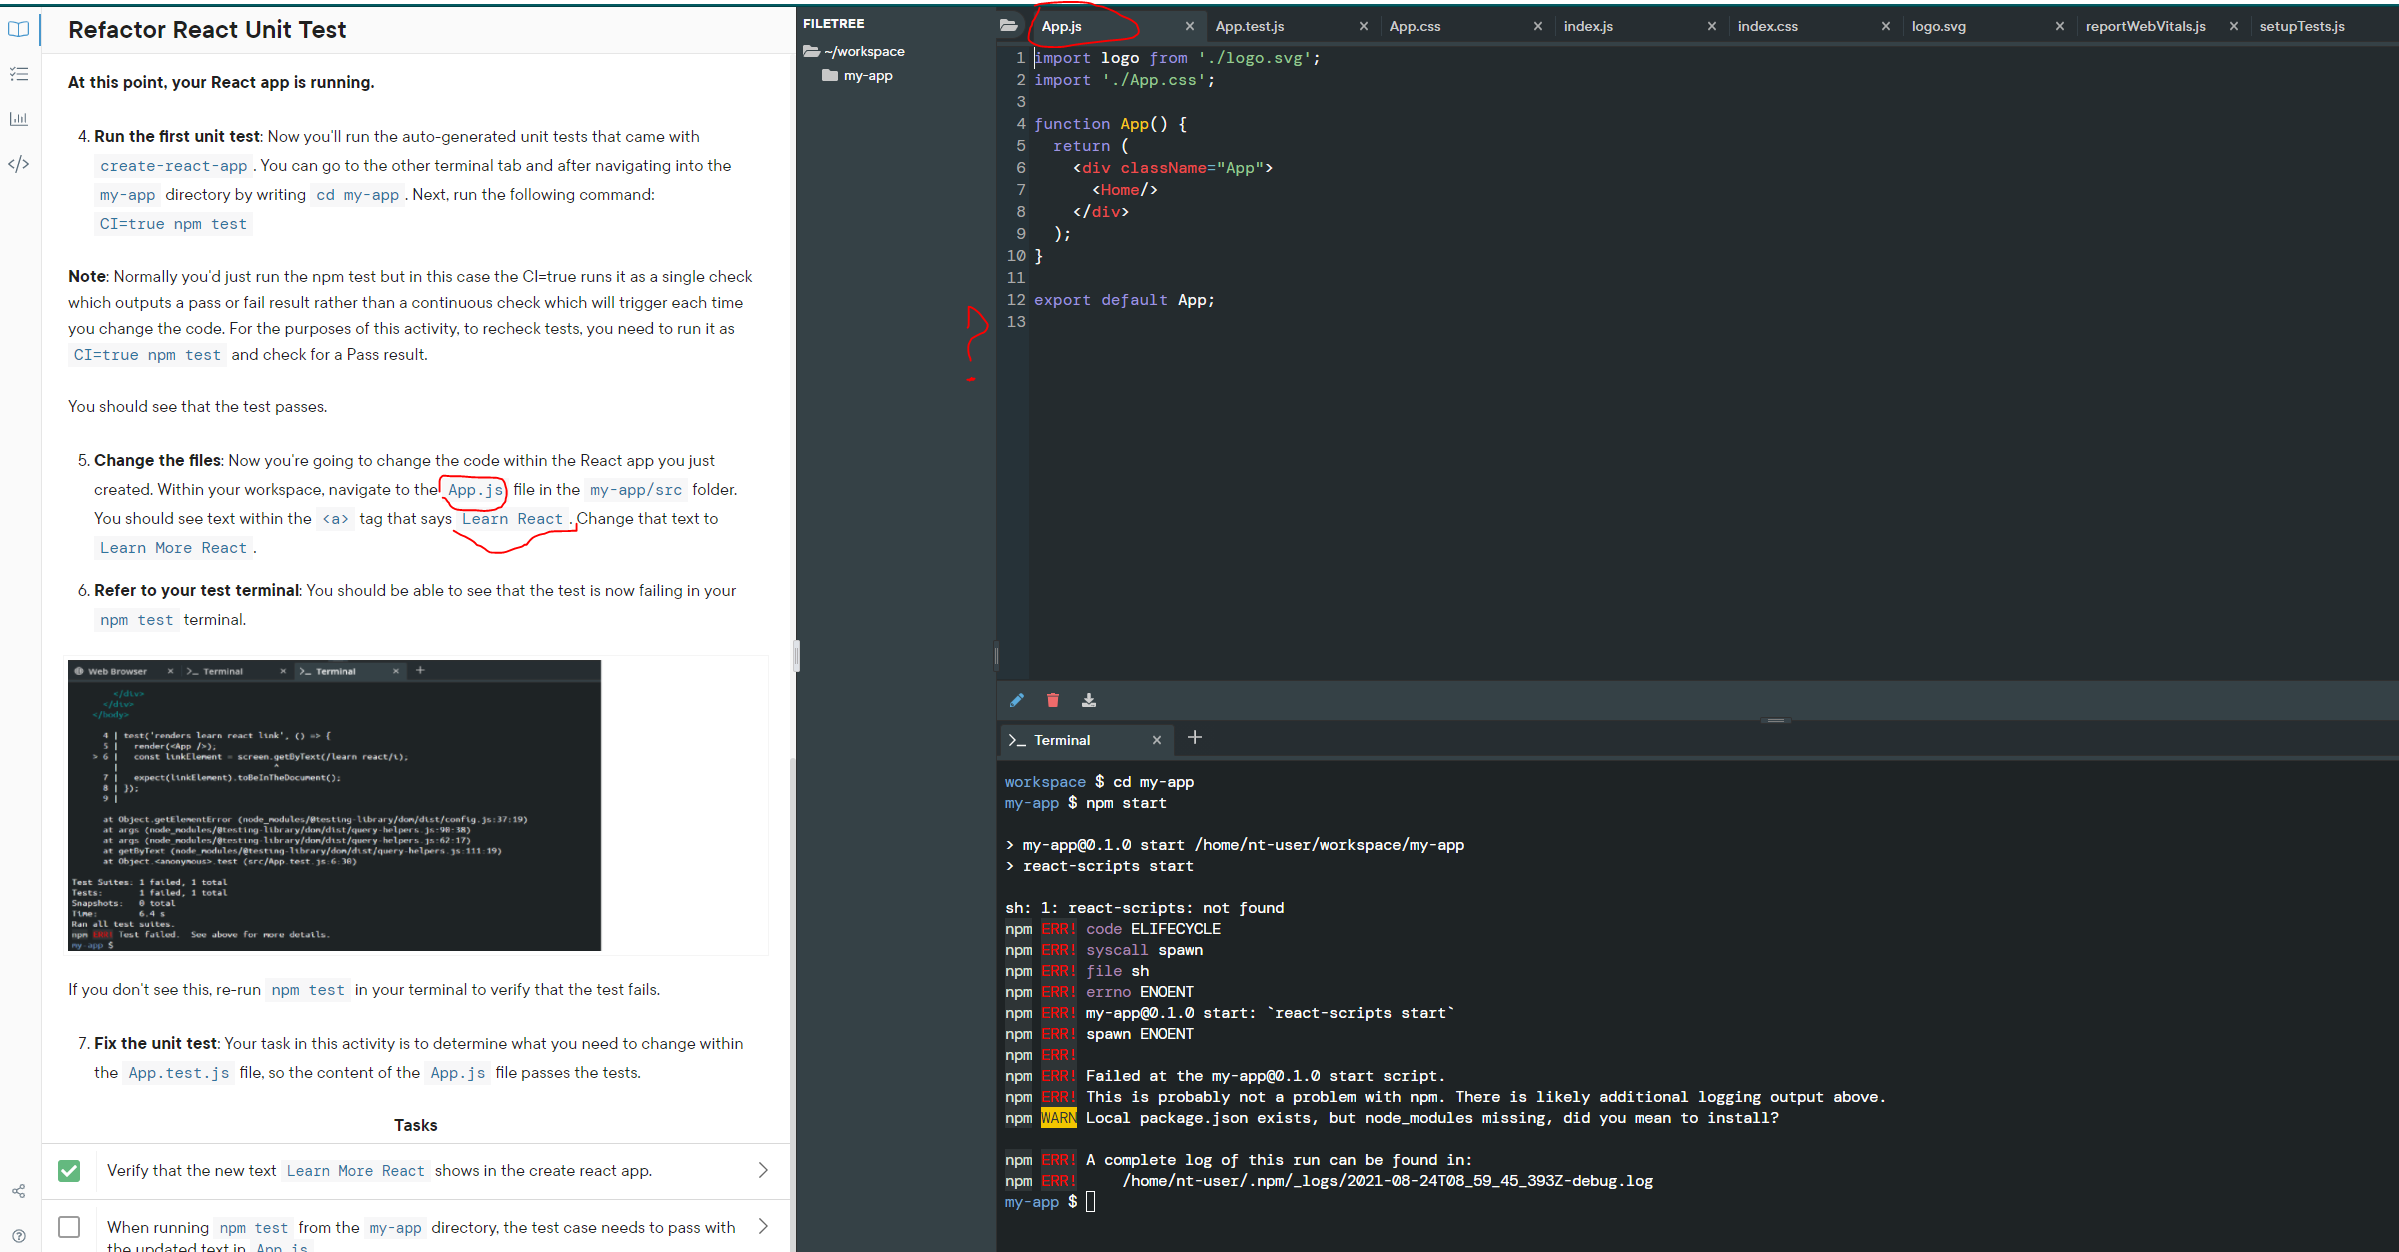 Refactor React Unit Test
At this point, your React app is running.
4. Run the first unit test: Now you'll run the auto-generated unit tests that came with
create-react-app . You can go to the other terminal tab and after navigating into the
my-app directory by writing cd my-app . Next, run the following command:
CI=true npm test
Note: Normally you'd just run the npm test but in this case the CI=true runs it as a single check
which outputs a pass or fail result rather than a continuous check which will trigger each time
you change the code. For the purposes of this activity, to recheck tests, you need to run it as
CI=true npm test and check for a Pass result.
You should see that the test passes.
5. Change the files: Now you're going to change the code within the React app you just
created. Within your workspace, navigate to the App.js file in the my-app/src folder.
You should see text within the <a> tag that says Learn React . Change that text to
Learn More React .
6. Refer to your test terminal: You should be able to see that the test is now failing in your
npm test terminal.
Web Browser × >_ Terminal × >_ Terminal × +
</div>
</div>
</body>
4 | test('renders learn react link', () => {
5 | render(<App />);
> 6 | const linkElement = screen.getByText(/learn react/i);
| ^
7 | expect(linkElement).toBeInTheDocument();
8 | });
9 |
at Object.getElementError (node_modules/@testing-library/dom/dist/config.js:37:19)
at args (node_modules/@testing-library/dom/dist/query-helpers.js:90:38)
at args (node_modules/@testing-library/dom/dist/query-helpers.js:62:17)
at getByText (node_modules/@testing-library/dom/dist/query-helpers.js:111:19)
at Object.<anonymous>.test (src/App.test.js:6:30)
Test Suites: 1 failed, 1 total
Tests: 1 failed, 1 total
Snapshots: 0 total
Time: 6.4 s
Ran all test suites.
npm ERR! Test failed. See above for more details.
my-app $
If you don't see this, re-run npm test in your terminal to verify that the test fails.
7. Fix the unit test: Your task in this activity is to determine what you need to change within
the App.test.js file, so the content of the App.js file passes the tests.
Tasks
Verify that the new text Learn More React shows in the create react app.
When running npm test from the my-app directory, the test case needs to pass with
the updated text in App.js
FILETREE
~/workspace
my-app
?
App.js × App.test.js × App.css × index.js × index.css × logo.svg × reportWebVitals.js × setupTests.js
1 import logo from './logo.svg';
2 import './App.css';
3
4 function App() {
5 return (
6 <div className="App">
7 <Home/>
8 </div>
9 );
10 }
11
12 export default App;
13
>_ Terminal × +
workspace $ cd my-app
my-app $ npm start
> my-app@0.1.0 start /home/nt-user/workspace/my-app
> react-scripts start
sh: 1: react-scripts: not found
npm ERR! code ELIFECYCLE
npm ERR! syscall spawn
npm ERR! file sh
npm ERR! errno ENOENT
npm ERR! my-app@0.1.0 start: `react-scripts start`
npm ERR! spawn ENOENT
npm ERR!
npm ERR! Failed at the my-app@0.1.0 start script.
npm ERR! This is probably not a problem with npm. There is likely additional logging output above.
npm WARN Local package.json exists, but node_modules missing, did you mean to install?
npm ERR! A complete log of this run can be found in:
npm ERR! /home/nt-user/.npm/_logs/2021-08-24T08_59_45_393Z-debug.log
my-app $